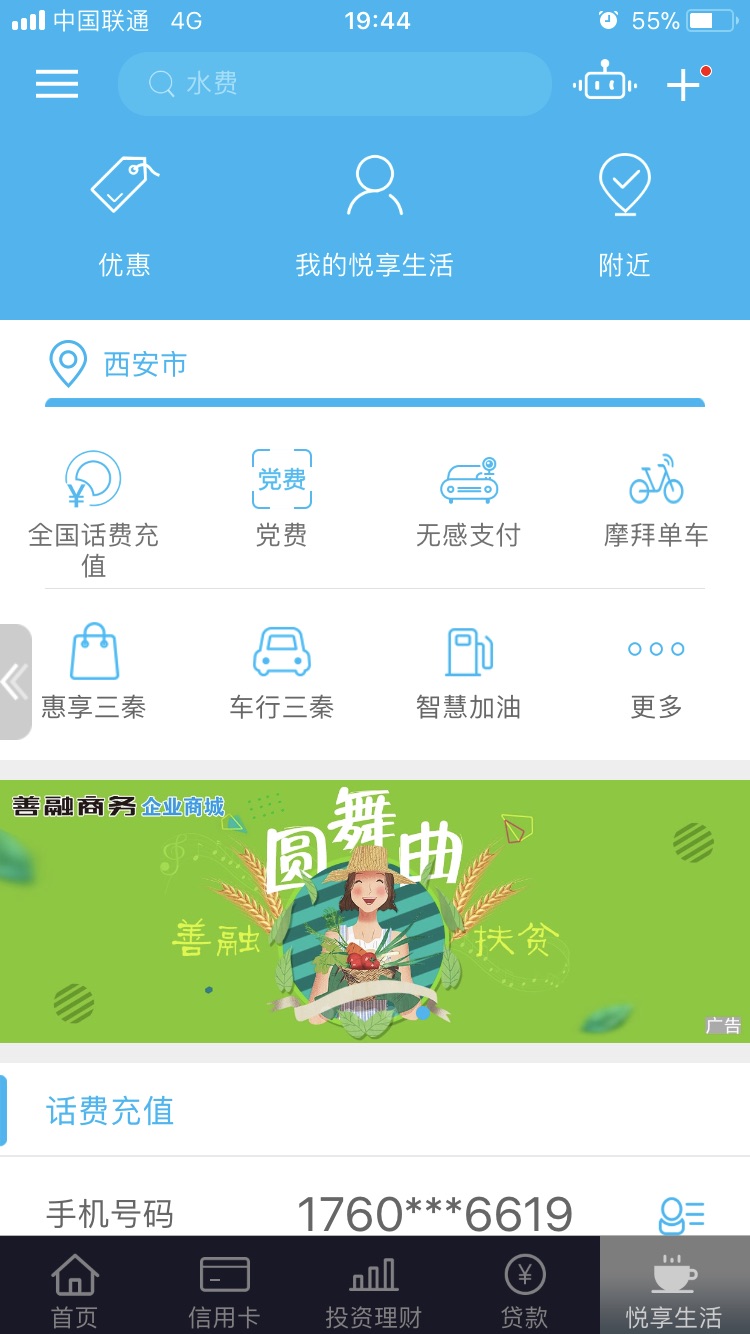 中国联通 4G 19:44 55%
水费
优惠 我的悦享生活 附近
西安市
党费
全国话费充值 党费 无感支付 摩拜单车
惠享三秦 车行三秦 智慧加油 更多
善融商务 企业商城
圆舞曲
善融 扶贫
广告
话费充值
手机号码 1760***6619
首页 信用卡 投资理财 贷款 悦享生活